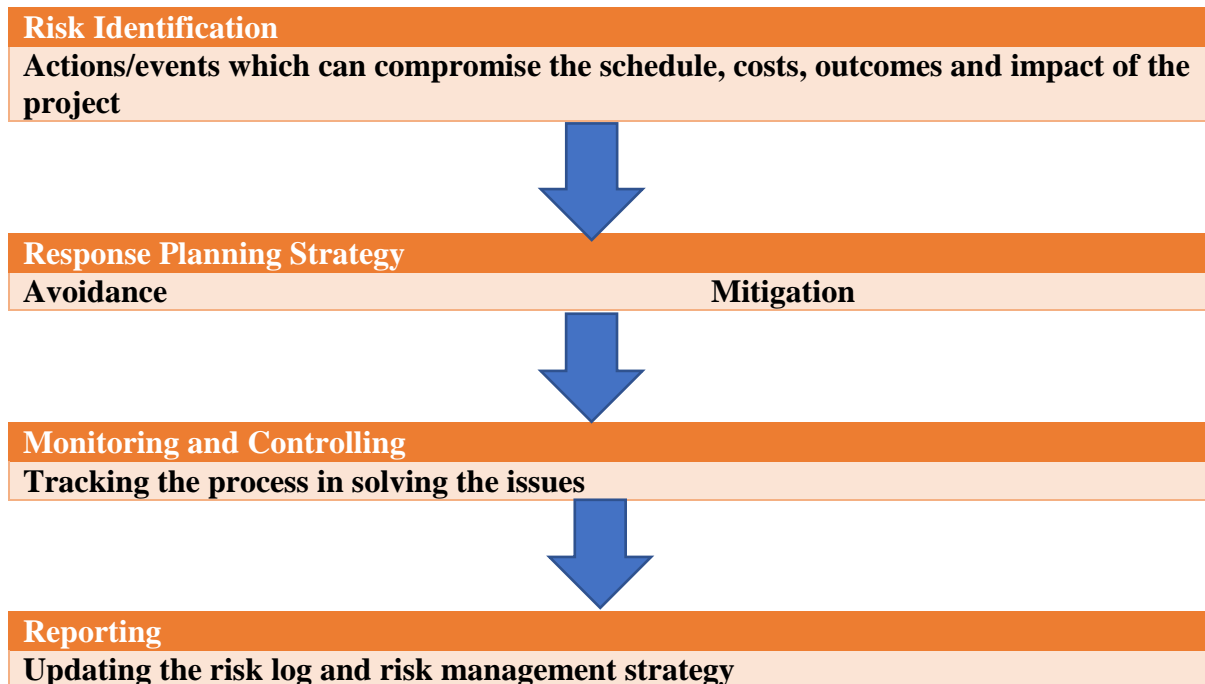 Risk Identification
Actions/events which can compromise the schedule, costs, outcomes and impact of the
project
Response Planning Strategy
Avoidance Mitigation
Monitoring and Controlling
Tracking the process in solving the issues
Reporting
Updating the risk log and risk management strategy